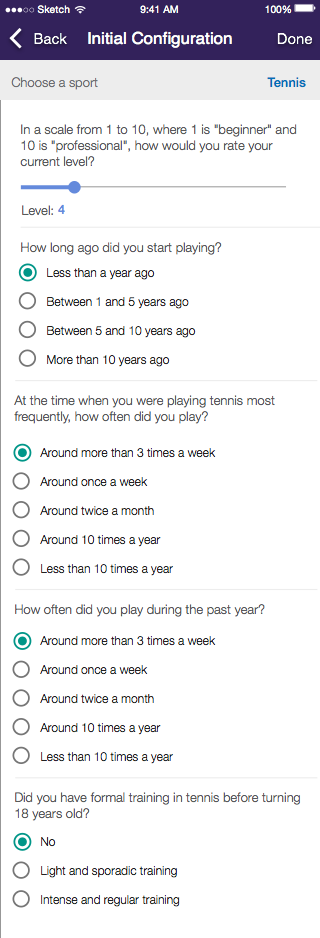 Sketch 9:41 AM 100%
Back Initial Configuration Done
Choose a sport Tennis
In a scale from 1 to 10, where 1 is "beginner" and
10 is "professional", how would you rate your
current level?
Level: 4
How long ago did you start playing?
Less than a year ago
Between 1 and 5 years ago
Between 5 and 10 years ago
More than 10 years ago
At the time when you were playing tennis most
frequently, how often did you play?
Around more than 3 times a week
Around once a week
Around twice a month
Around 10 times a year
Less than 10 times a year
How often did you play during the past year?
Around more than 3 times a week
Around once a week
Around twice a month
Around 10 times a year
Less than 10 times a year
Did you have formal training in tennis before turning
18 years old?
No
Light and sporadic training
Intense and regular training